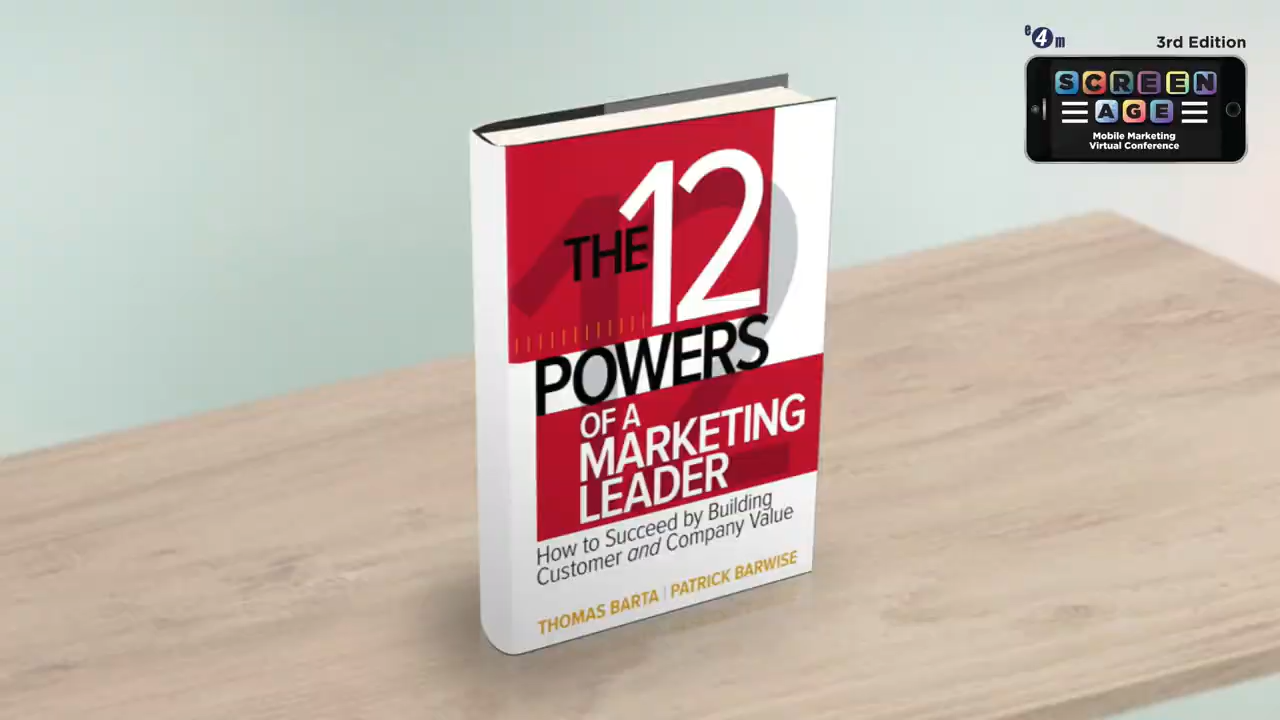 e4m
3rd Edition
SCREEN
AGE
Mobile Marketing
Virtual Conference
THE 12
POWERS
OF A
MARKETING
LEADER
How to Succeed by Building
Customer and Company Value
THOMAS BARTA | PATRICK BARWISE